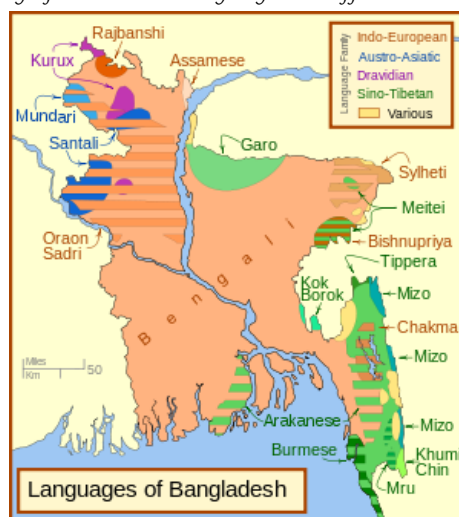 Rajbanshi
Kurux
Assamese
Language Family
Indo-European
Austro-Asiatic
Dravidian
Sino-Tibetan
Various
Mundari
Santali
Garo
Sylheti
Meitei
Oraon
Sadri
Bishnupriya
Tippera
Bengali
Kok
Borok
Mizo
Chakma
Mizo
Miles
Km
50
Arakanese
Mizo
Burmese
Khumi
Chin
Mru
Languages of Bangladesh